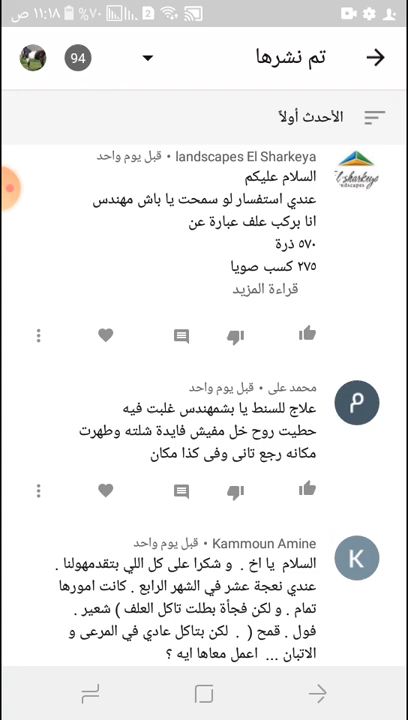 ١١:١٨ ص
٧٠%
2
تم نشرها
94
الأحدث أولاً
landscapes El Sharkeya • قبل يوم واحد
السلام عليكم
عندي استفسار لو سمحت يا باش مهندس
انا بركب علف عبارة عن
٥٧٠ ذرة
٢٧٥ كسب صويا
قراءة المزيد
محمد على • قبل يوم واحد
علاج للسنط يا بشمهندس غلبت فيه
حطيت روح خل مفيش فايدة شلته وطهرت
مكانه رجع تانى وفى كذا مكان
م
Kammoun Amine • قبل يوم واحد
السلام يا اخ . و شكرا على كل اللي بتقدمهولنا .
عندي نعجة عشر في الشهر الرابع . كانت امورها
تمام . و لكن فجأة بطلت تاكل العلف ) شعير .
فول . قمح ( . لكن بتاكل عادي في المرعى و
الاتبان ... اعمل معاها ايه ؟
K